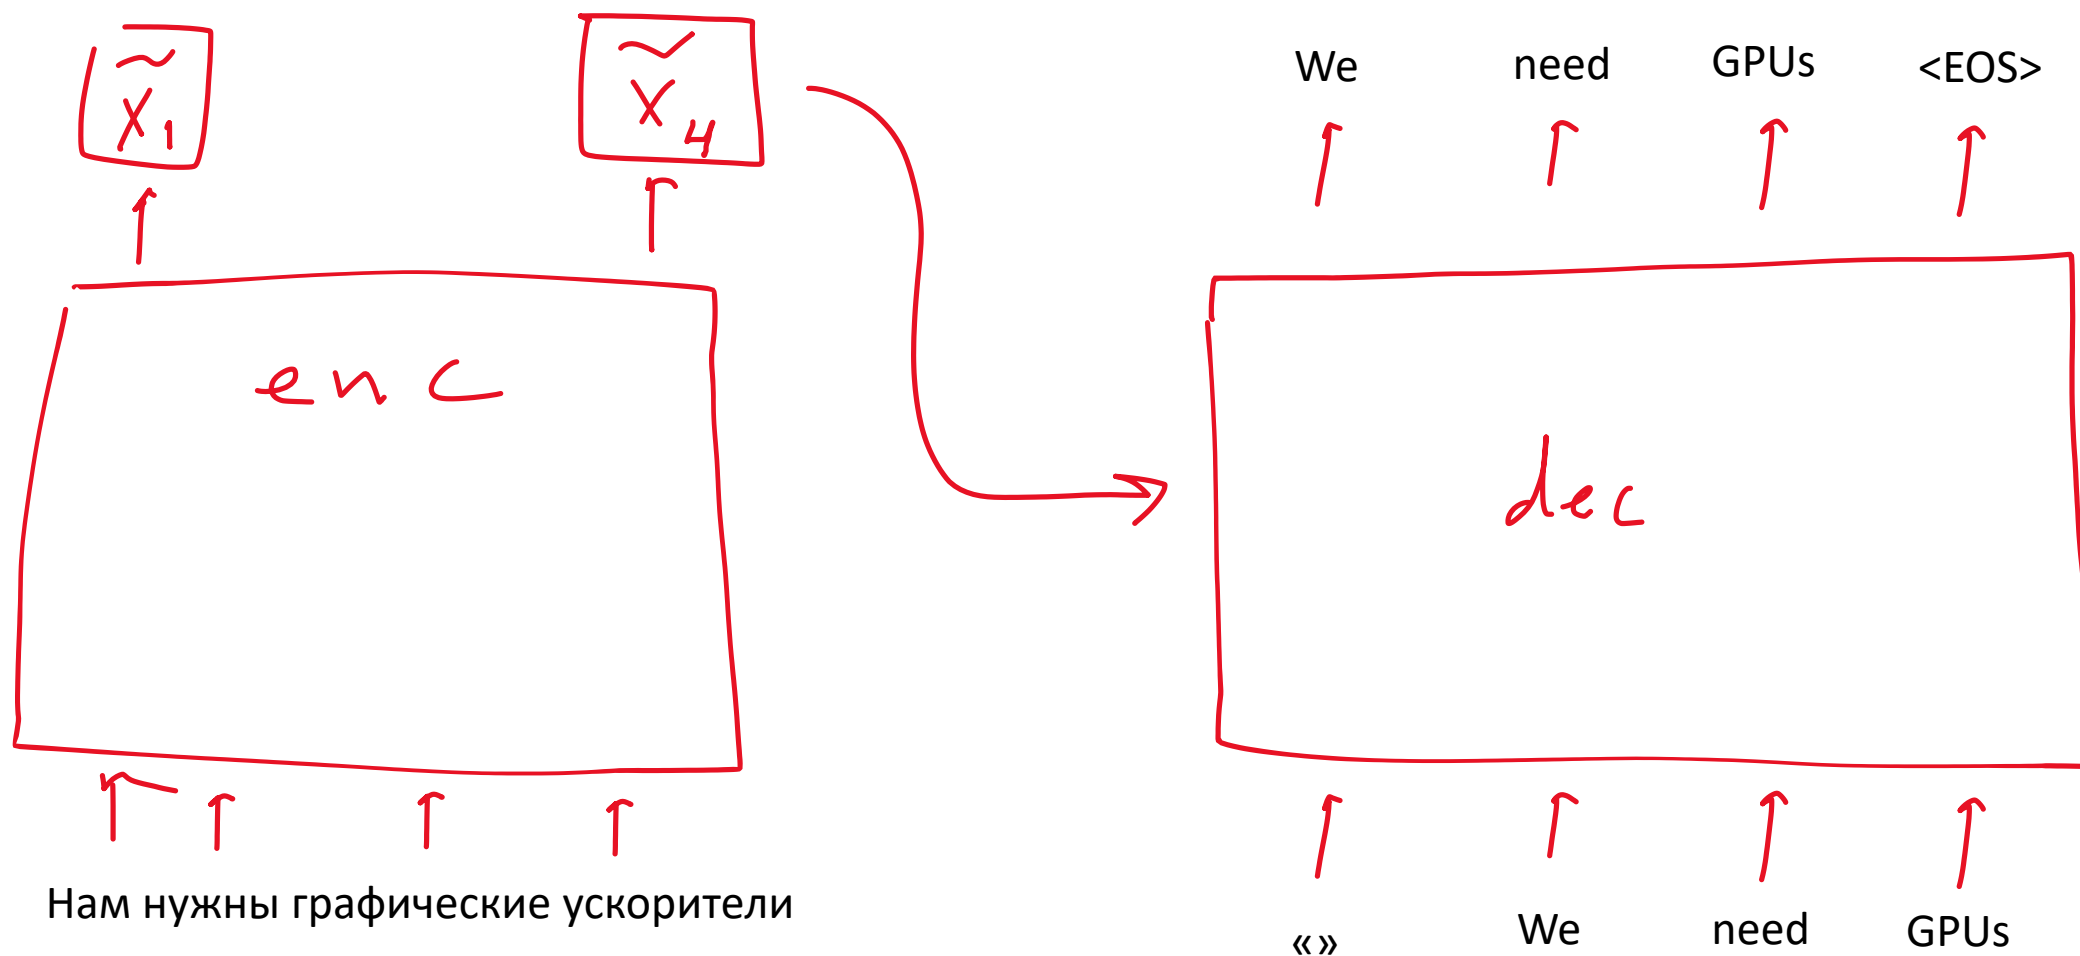 x̃₁ x̃₄
We need GPUs <EOS>
enc
dec
Нам нужны графические ускорители
«» We need GPUs